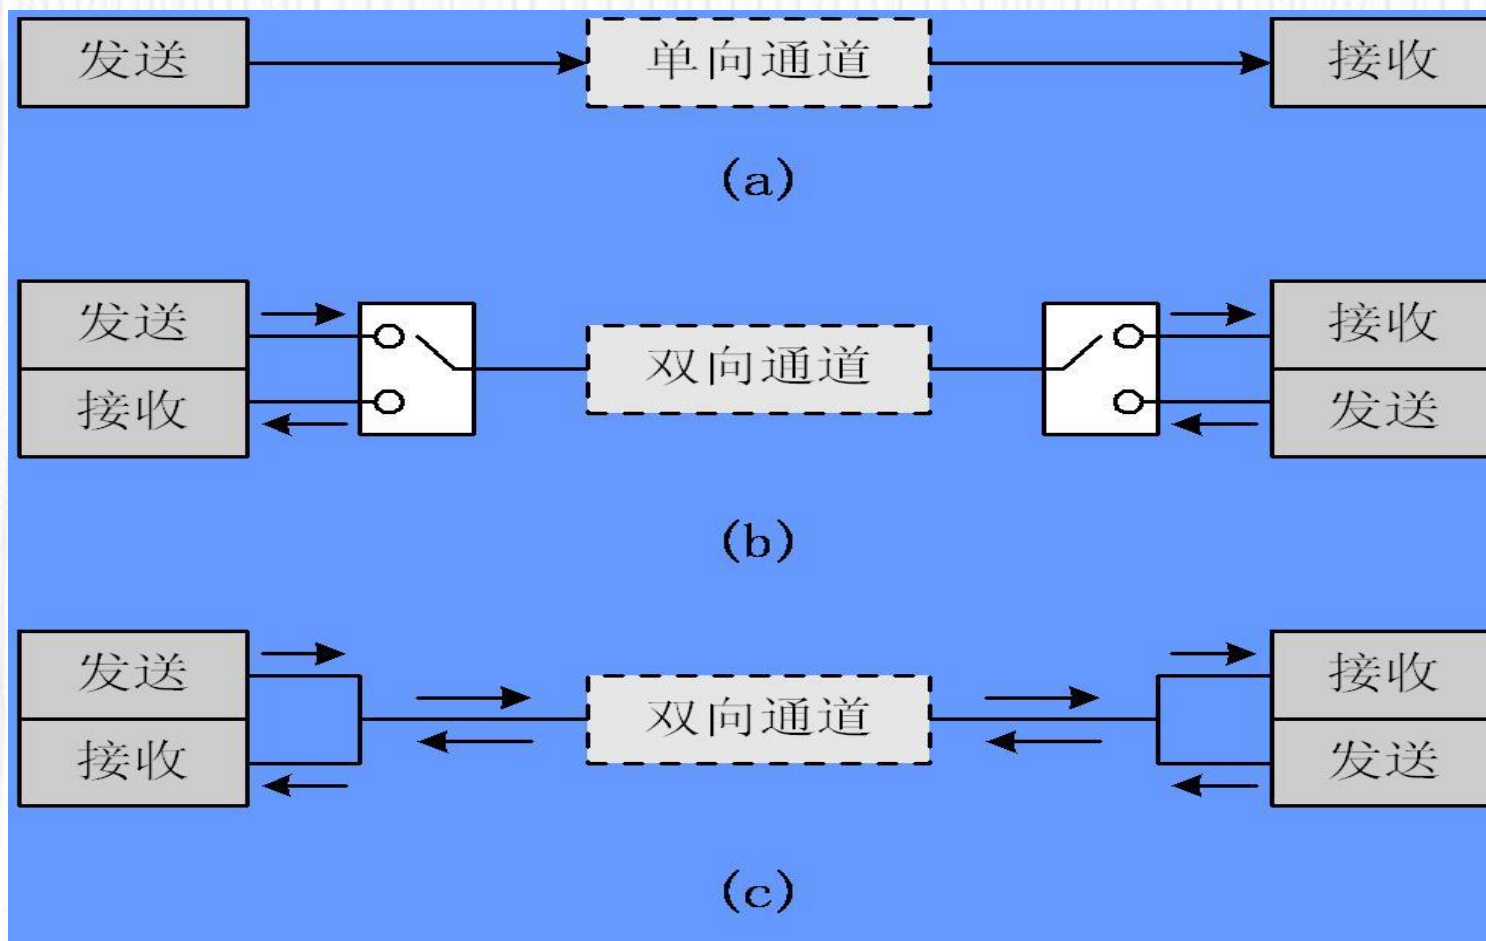 发送 单向通道 接收
(a)
发送 接收
双向通道
接收 发送
(b)
发送 接收
双向通道
接收 发送
(c)